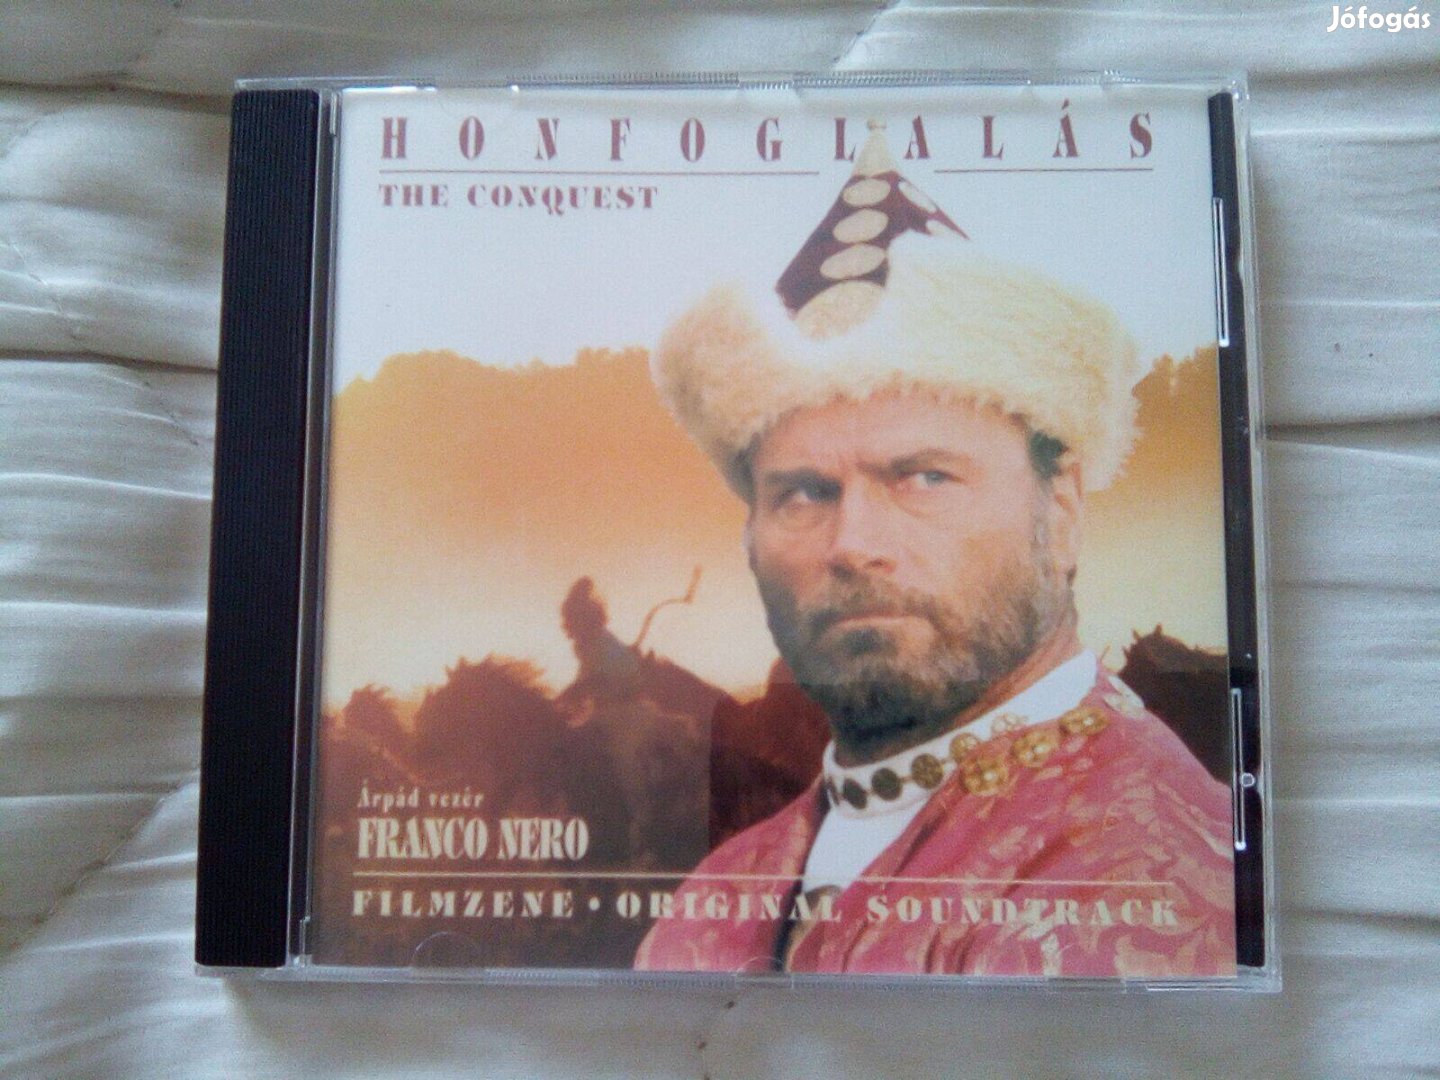 Jófogás
HONFOGLALÁS
THE CONQUEST
Árpád vezér
FRANCO NERO
FILMZENE • ORIGINAL SOUNDTRACK